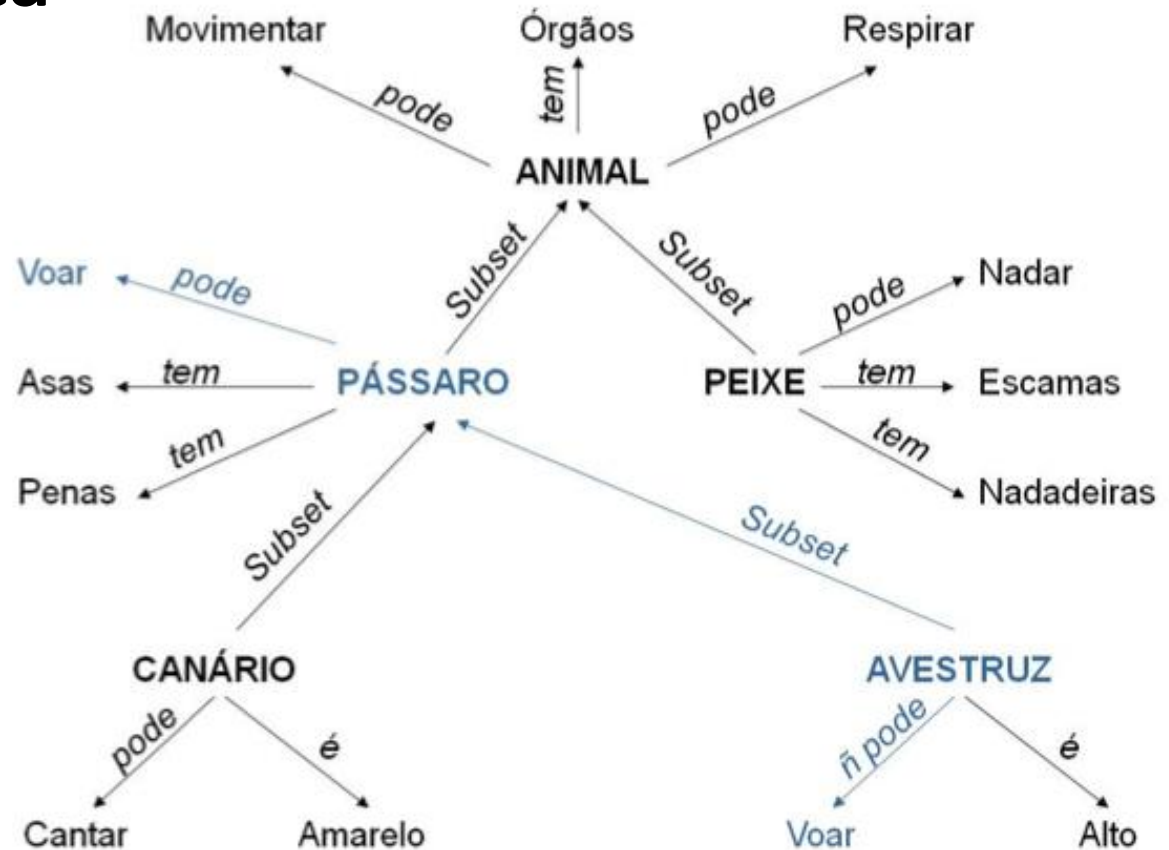 Movimentar Órgãos Respirar
pode tem pode
ANIMAL
Subset Subset
Voar pode pode Nadar
Asas tem PÁSSARO PEIXE tem Escamas
tem tem
Penas Nadadeiras
Subset Subset
CANÁRIO AVESTRUZ
pode é ñ pode é
Cantar Amarelo Voar Alto